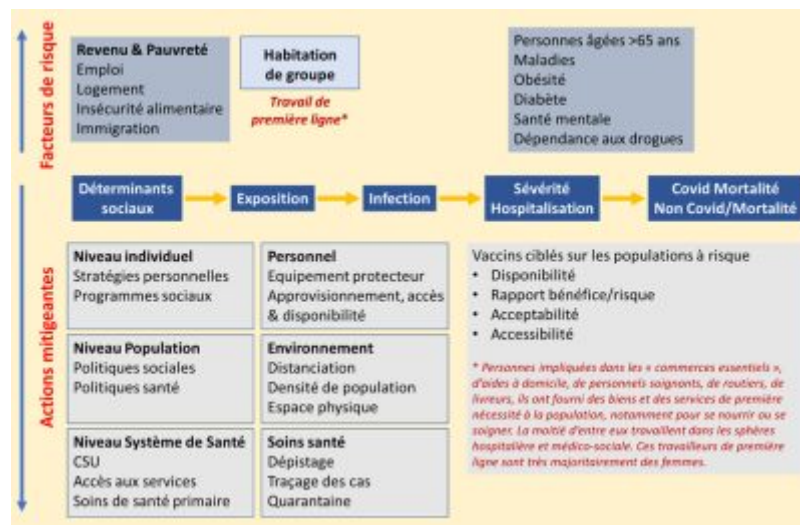 Facteurs de risque
Revenu & Pauvreté
Emploi
Logement
Insécurité alimentaire
Immigration
Habitation
de groupe
Travail de
première ligne*
Personnes âgées >65 ans
Maladies
Obésité
Diabète
Santé mentale
Dépendance aux drogues
Déterminants
sociaux
Exposition
Infection
Sévérité
Hospitalisation
Covid Mortalité
Non Covid/Mortalité
Actions mitigeantes
Niveau individuel
Stratégies personnelles
Programmes sociaux
Niveau Population
Politiques sociales
Politiques santé
Niveau Système de Santé
CSU
Accès aux services
Soins de santé primaire
Personnel
Equipement protecteur
Approvisionnement, accès
& disponibilité
Environnement
Distanciation
Densité de population
Espace physique
Soins santé
Dépistage
Traçage des cas
Quarantaine
Vaccins ciblés sur les populations à risque
• Disponibilité
• Rapport bénéfice/risque
• Acceptabilité
• Accessibilité
* Personnes impliquées dans les « commerces essentiels »,
d'aides à domicile, de personnels soignants, de routiers, de
livreurs, ils ont fourni des biens et des services de première
nécessité à la population, notamment pour se nourrir ou se
soigner. La moitié d'entre eux travaillent dans les sphères
hospitalière et médico-sociale. Ces travailleurs de première
ligne sont très majoritairement des femmes.